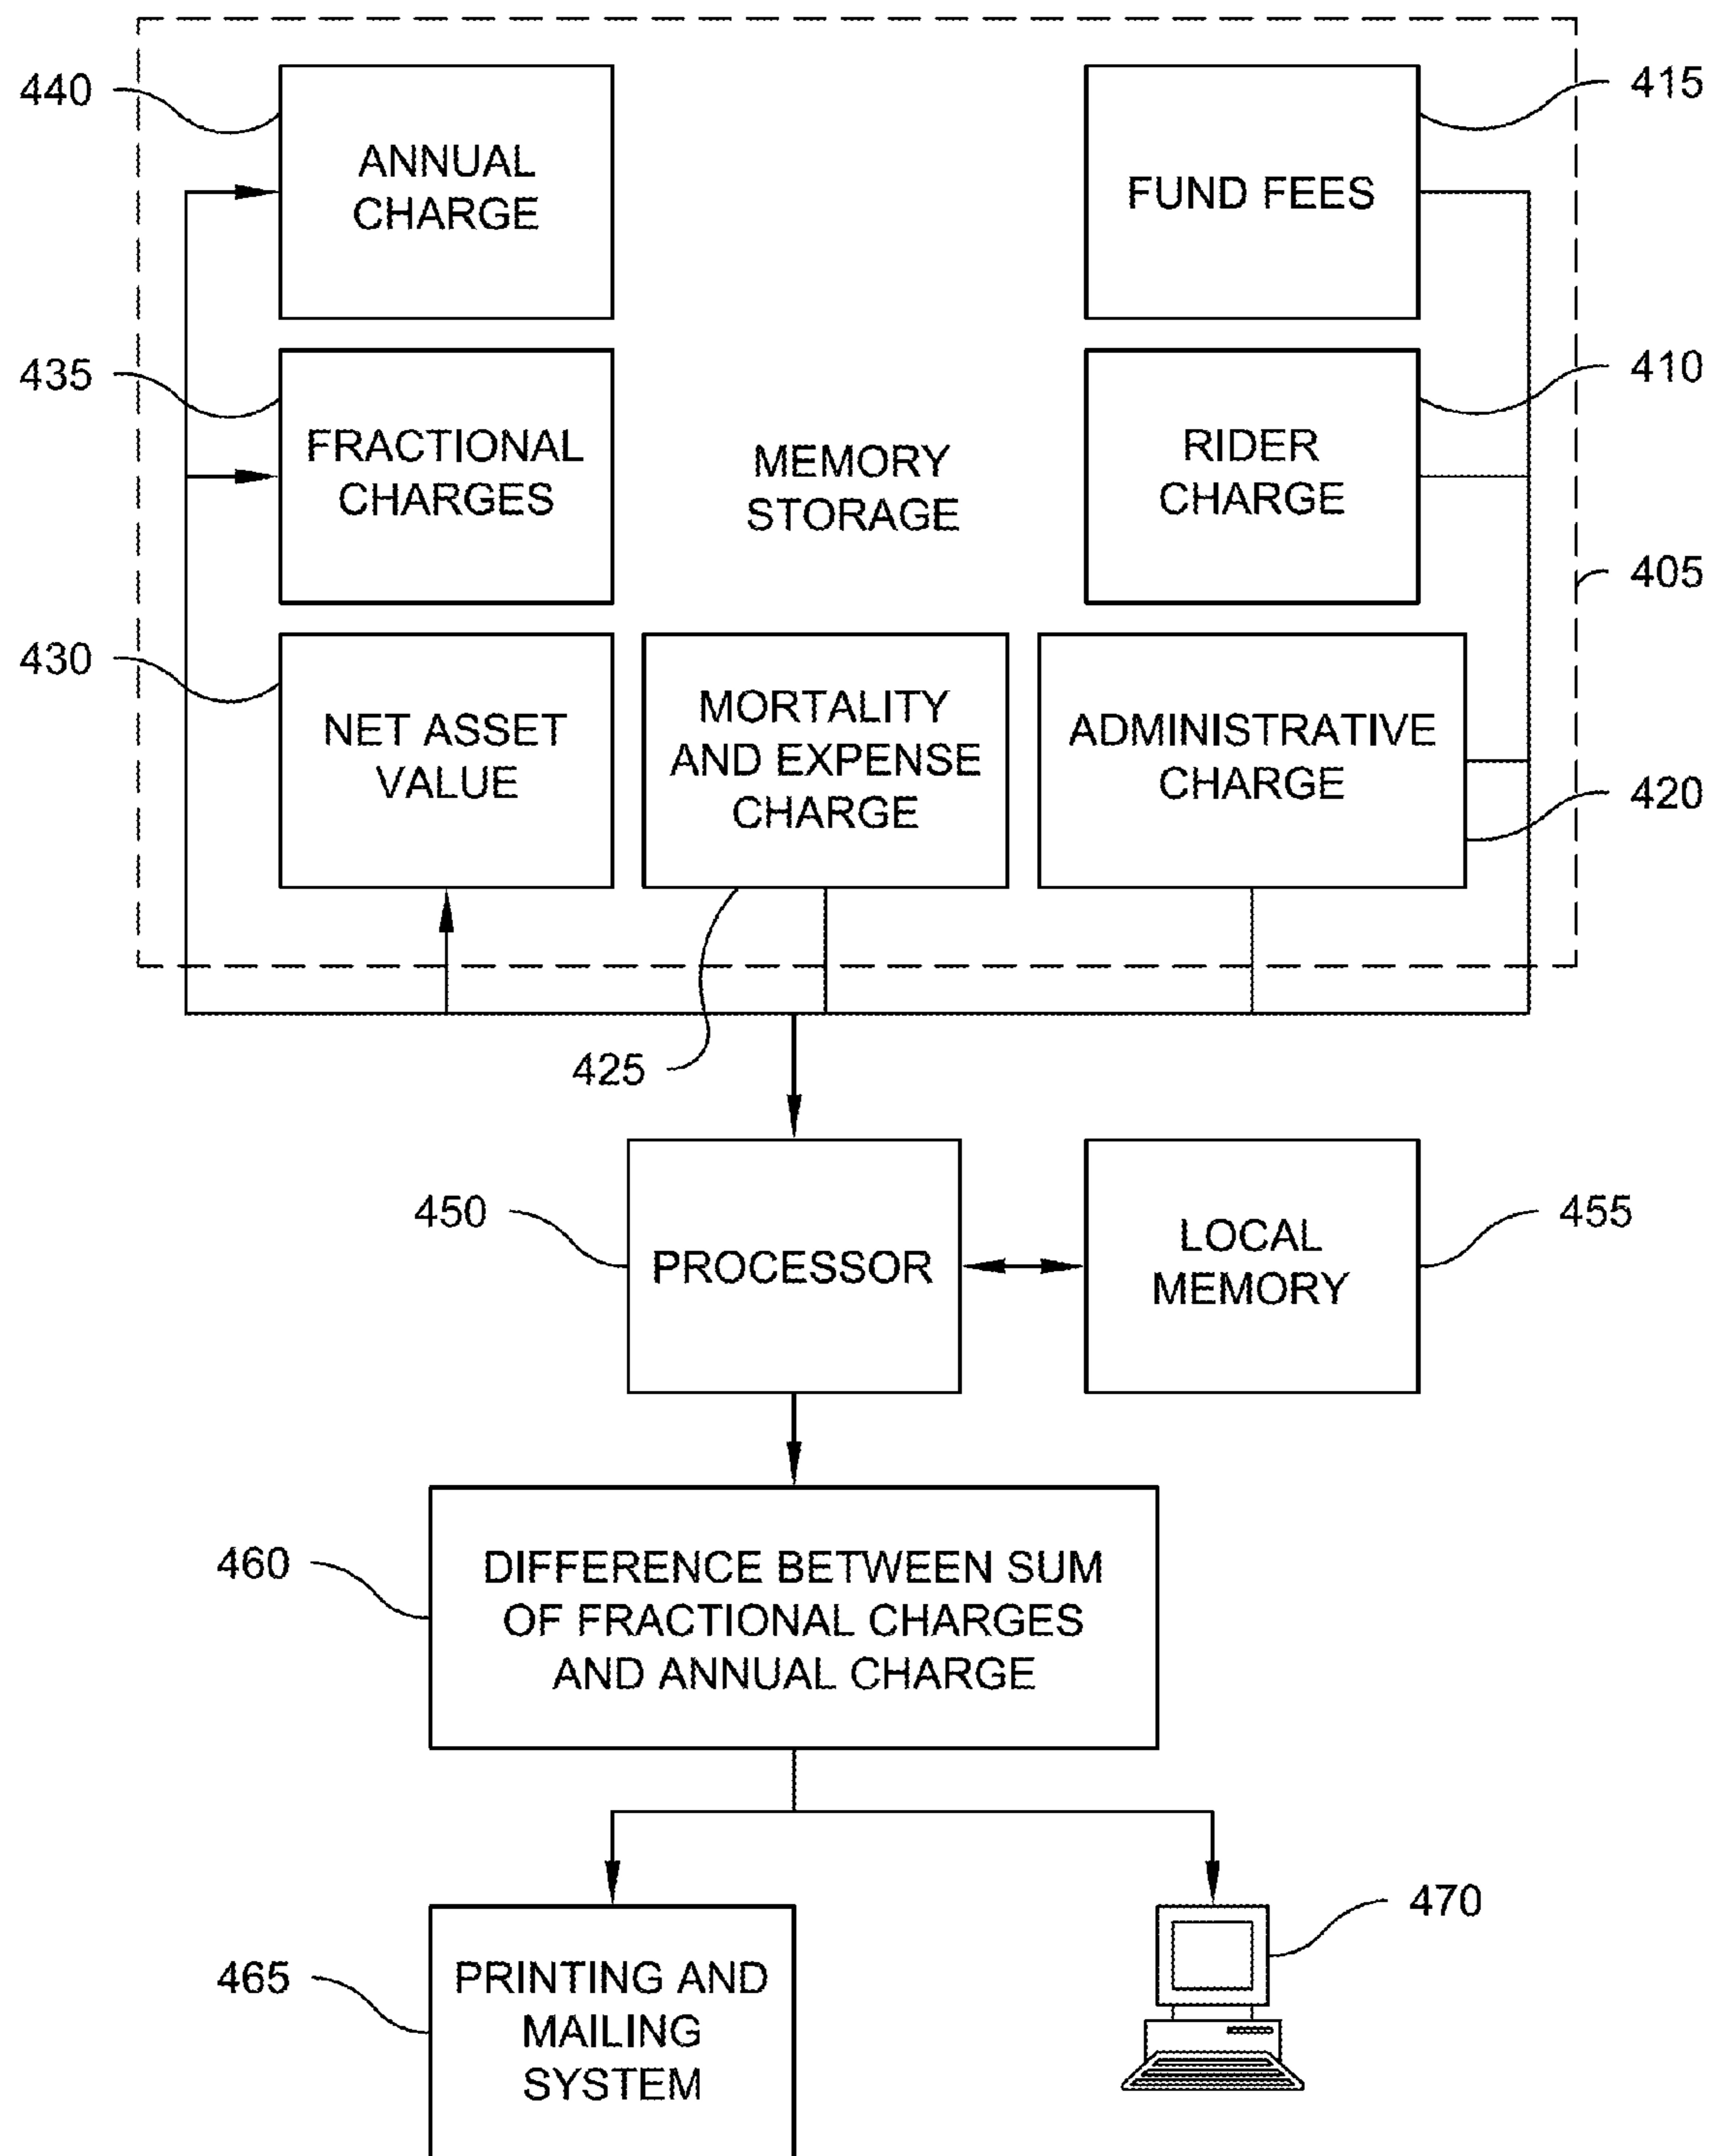 440
ANNUAL
CHARGE
415
FUND FEES
435
FRACTIONAL
CHARGES
MEMORY
STORAGE
410
RIDER
CHARGE
405
430
NET ASSET
VALUE
MORTALITY
AND EXPENSE
CHARGE
ADMINISTRATIVE
CHARGE
420
425
450
PROCESSOR
LOCAL
MEMORY
455
460
DIFFERENCE BETWEEN SUM
OF FRACTIONAL CHARGES
AND ANNUAL CHARGE
465
PRINTING AND
MAILING
SYSTEM
470